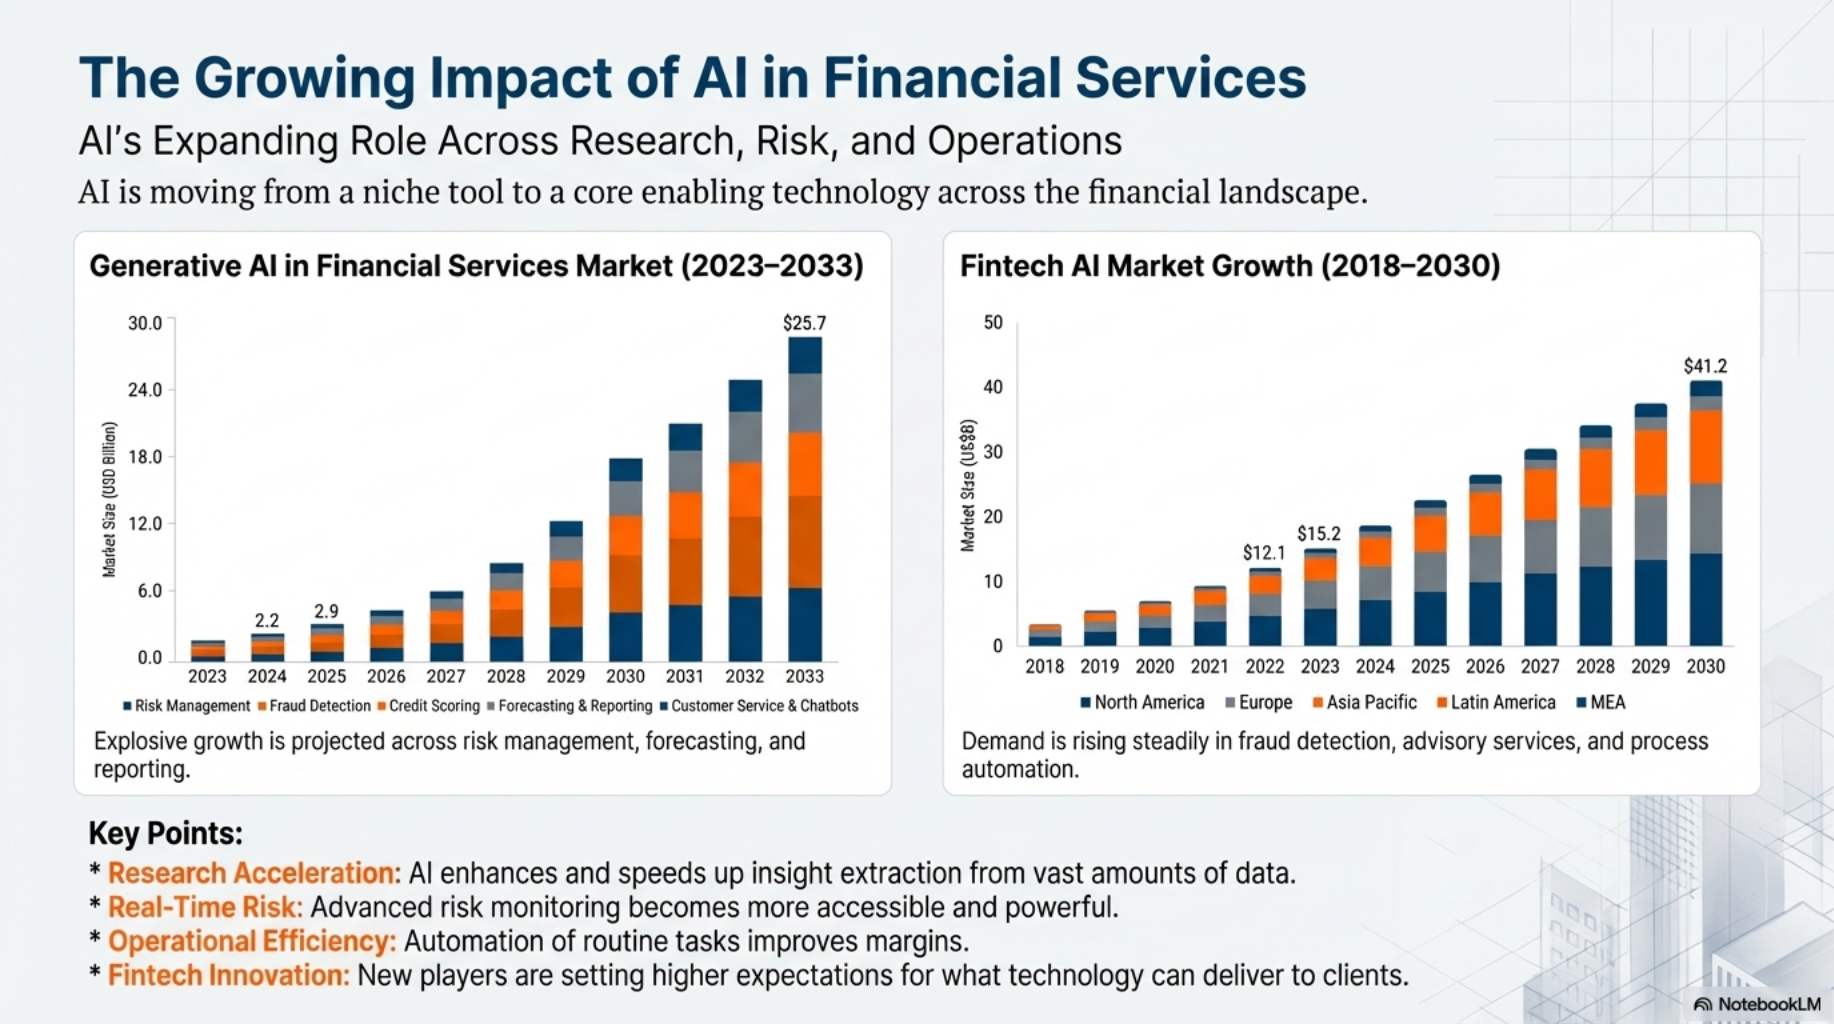 The Growing Impact of AI in Financial Services
AI's Expanding Role Across Research, Risk, and Operations
AI is moving from a niche tool to a core enabling technology across the financial landscape.
Generative AI in Financial Services Market (2023–2033)
Market Size (USD Billion)
30.0
24.0
18.0
12.0
6.0
0.0
2.2
2.9
$25.7
2023 2024 2025 2026 2027 2028 2029 2030 2031 2032 2033
Risk Management Fraud Detection Credit Scoring Forecasting & Reporting Customer Service & Chatbots
Explosive growth is projected across risk management, forecasting, and
reporting.
Fintech AI Market Growth (2018–2030)
Market Size (US$B)
50
40
30
20
10
0
$12.1
$15.2
$41.2
2018 2019 2020 2021 2022 2023 2024 2025 2026 2027 2028 2029 2030
North America Europe Asia Pacific Latin America MEA
Demand is rising steadily in fraud detection, advisory services, and process
automation.
Key Points:
* Research Acceleration: AI enhances and speeds up insight extraction from vast amounts of data.
* Real-Time Risk: Advanced risk monitoring becomes more accessible and powerful.
* Operational Efficiency: Automation of routine tasks improves margins.
* Fintech Innovation: New players are setting higher expectations for what technology can deliver to clients.
NotebookLM